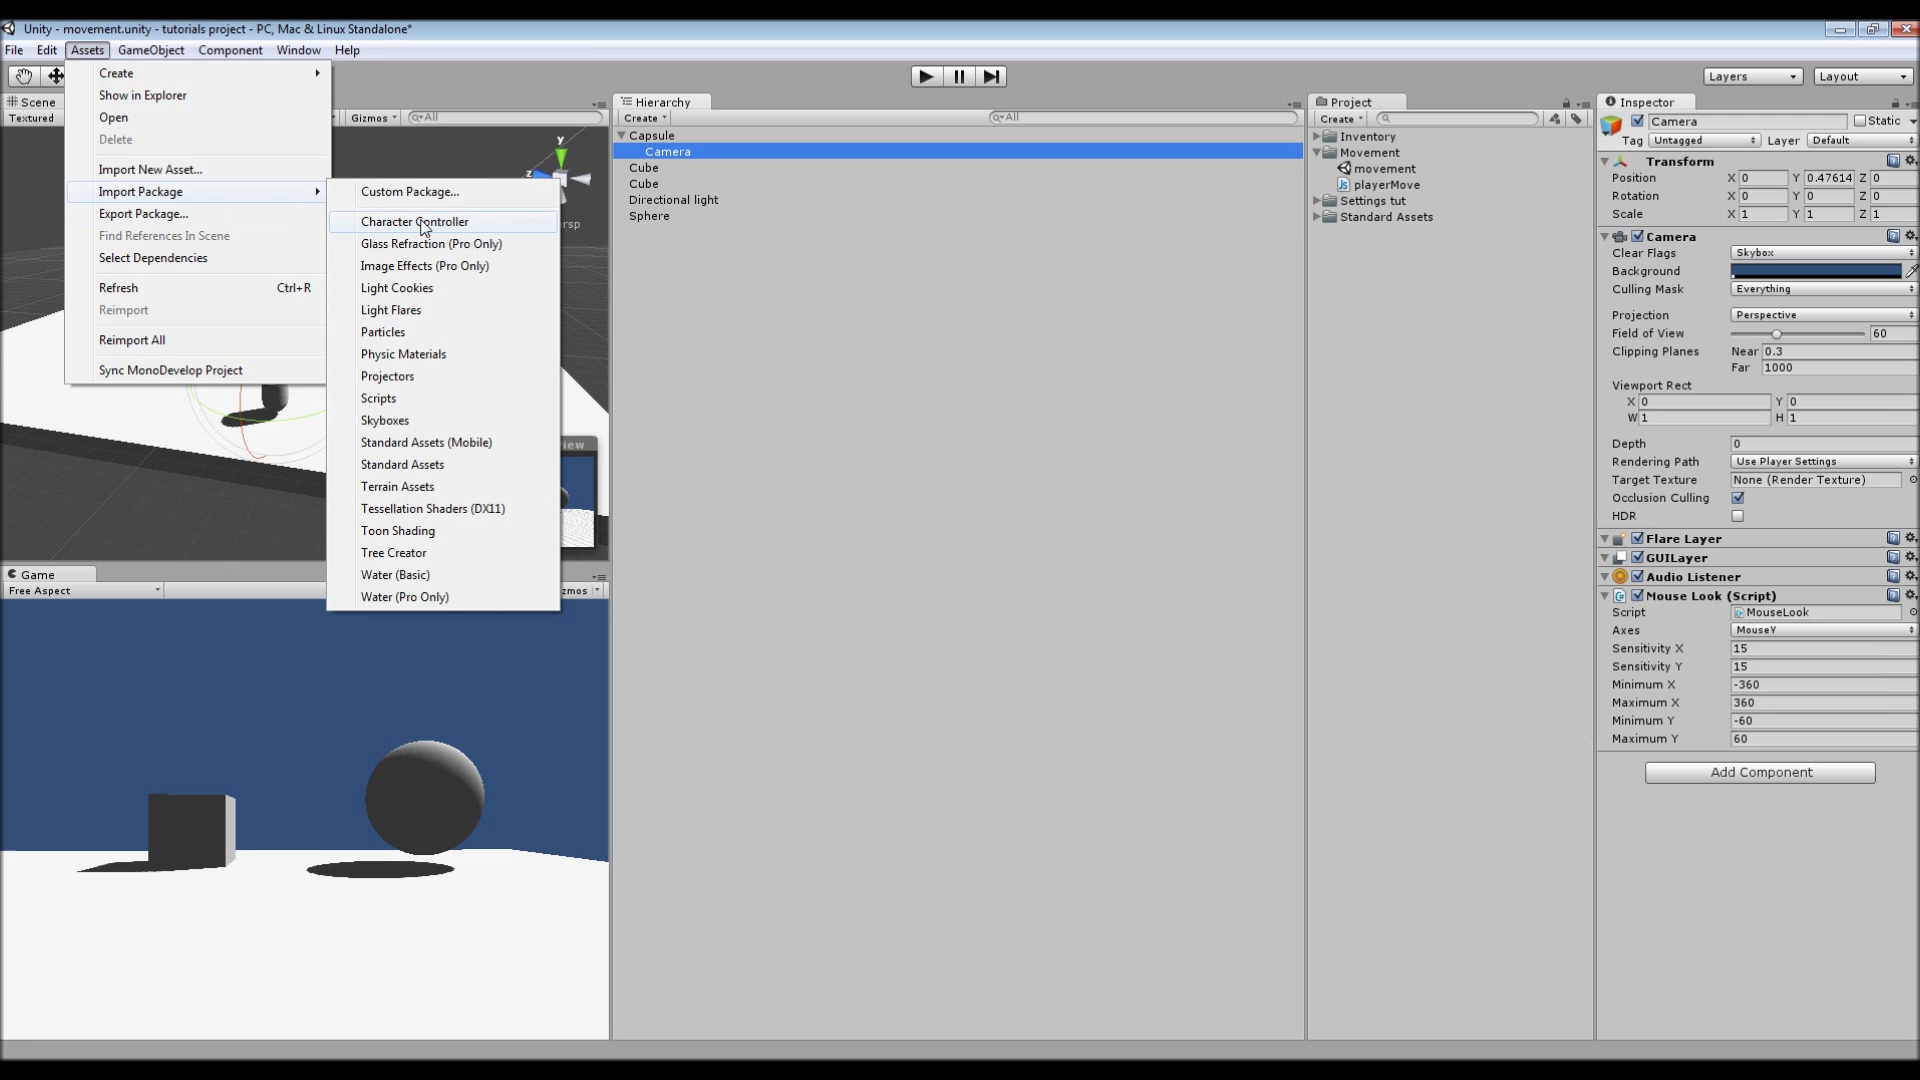 Unity - movement.unity - tutorials project - PC, Mac & Linux Standalone*
File Edit Assets GameObject Component Window Help
Layers Layout
Create
Show in Explorer
Open
Delete
Import New Asset...
Import Package
Export Package...
Find References In Scene
Select Dependencies
Refresh Ctrl+R
Reimport
Reimport All
Sync MonoDevelop Project
Custom Package...
Character Controller
Glass Refraction (Pro Only)
Image Effects (Pro Only)
Light Cookies
Light Flares
Particles
Physic Materials
Projectors
Scripts
Skyboxes
Standard Assets (Mobile)
Standard Assets
Terrain Assets
Tessellation Shaders (DX11)
Toon Shading
Tree Creator
Water (Basic)
Water (Pro Only)
Scene
Textured Gizmos All
y
z
Game
Free Aspect
Hierarchy
Create All
Capsule
Camera
Cube
Cube
Directional light
Sphere
Project
Create
Inventory
Movement
movement
playerMove
Settings tut
Standard Assets
Inspector
Camera Static
Tag Untagged Layer Default
Transform
Position X 0 Y 0.47614 Z 0
Rotation X 0 Y 0 Z 0
Scale X 1 Y 1 Z 1
Camera
Clear Flags Skybox
Background
Culling Mask Everything
Projection Perspective
Field of View 60
Clipping Planes Near 0.3
Far 1000
Viewport Rect
X 0 Y 0
W 1 H 1
Depth 0
Rendering Path Use Player Settings
Target Texture None (Render Texture)
Occlusion Culling
HDR
Flare Layer
GUILayer
Audio Listener
Mouse Look (Script)
Script MouseLook
Axes MouseY
Sensitivity X 15
Sensitivity Y 15
Minimum X -360
Maximum X 360
Minimum Y -60
Maximum Y 60
Add Component